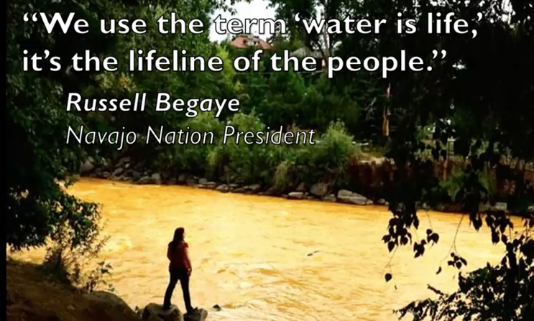 “We use the term ‘water is life,’
it’s the lifeline of the people.”
Russell Begaye
Navajo Nation President